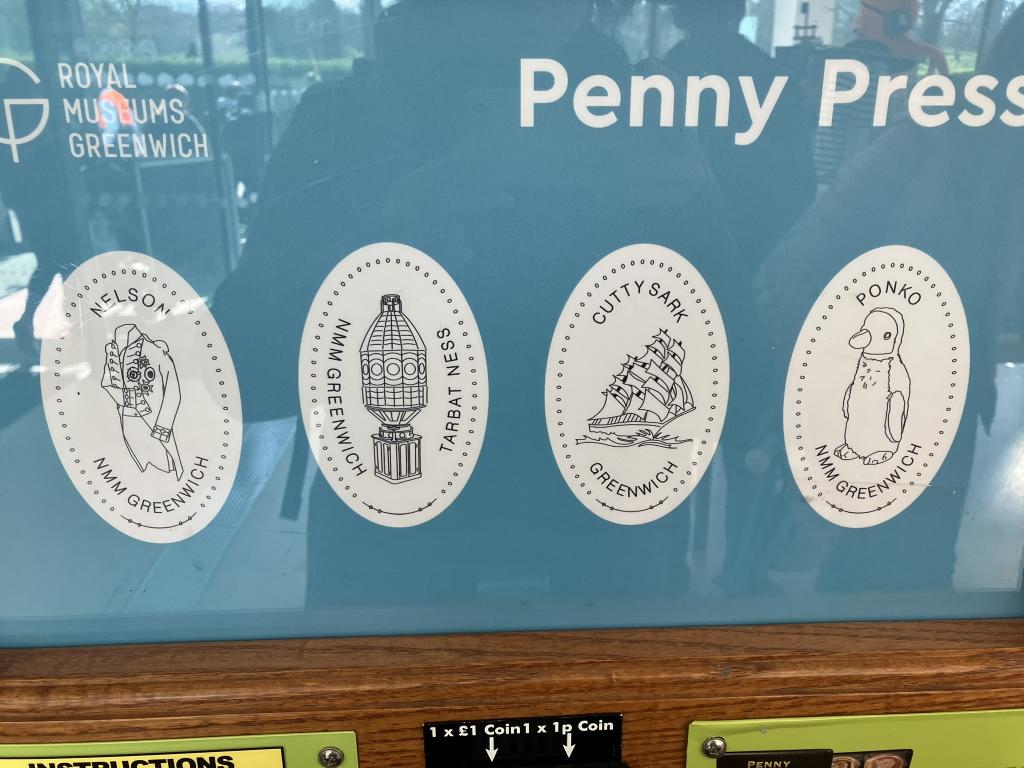 ROYAL
MUSEUMS
GREENWICH
Penny Press
NELSON
NMM GREENWICH
NMM GREENWICH
TARBAT NESS
CUTTY SARK
GREENWICH
PONKO
NMM GREENWICH
1 x £1 Coin 1 x 1p Coin
INSTRUCTIONS
PENNY